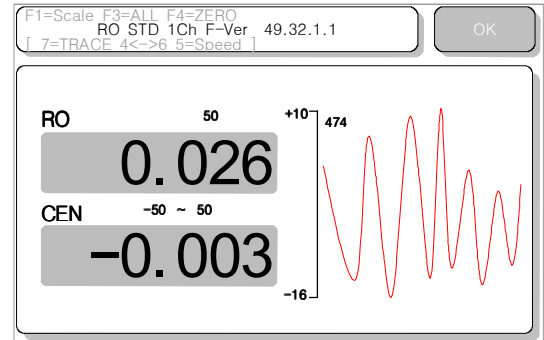 F1=Scale F3=ALL F4=ZERO
RO STD 1Ch F-Ver 49.32.1.1
[ 7=TRACE 4<->6 5=Speed ]
OK
RO 50
0.026
CEN -50 ~ 50
-0.003
+10
474
-16